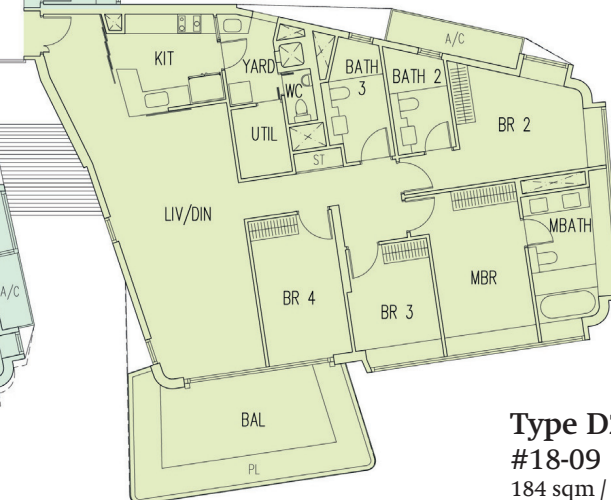 A/C
KIT
YARD
WC
BATH
3
BATH 2
BR 2
UTIL
ST
LIV/DIN
MBATH
A/C
BR 4
BR 3
MBR
BAL
PL
Type D
#18-09
184 sqm /